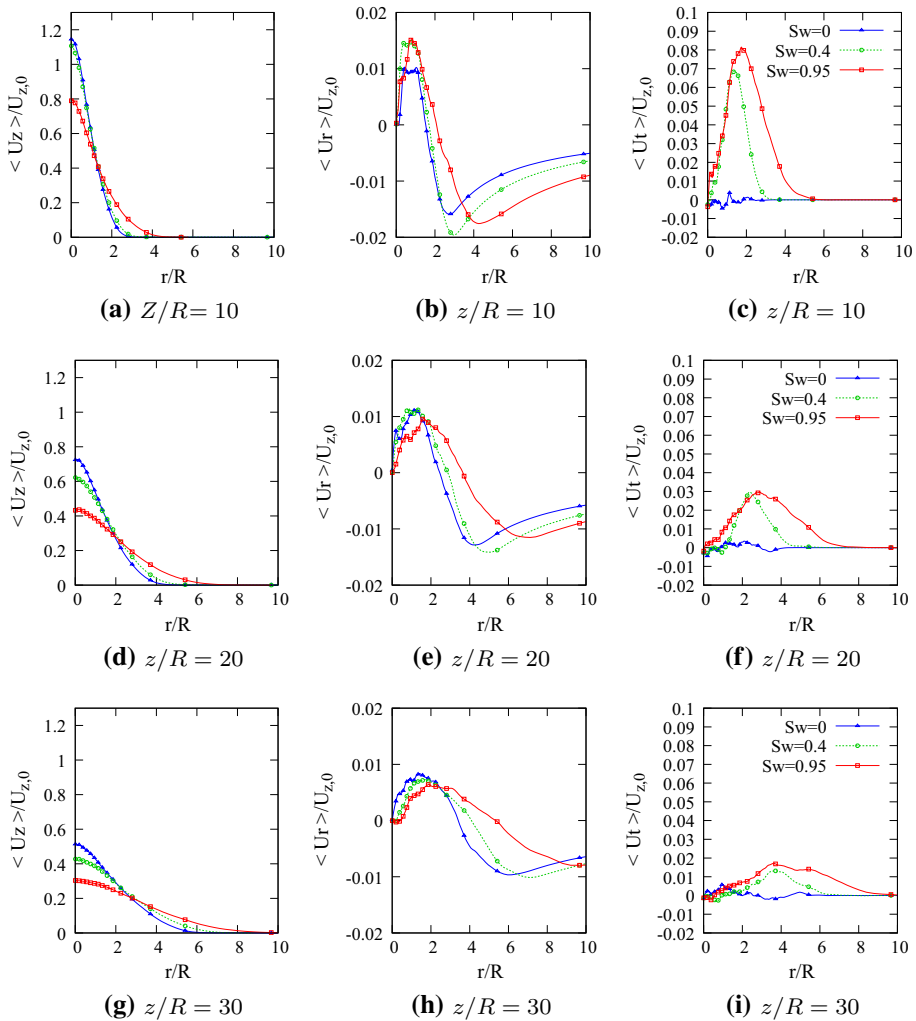 1.2
1
0.8
0.6
0.4
0.2
0
< Uz >/U_{z,0}
0 2 4 6 8 10
r/R
(a) Z/R = 10
0.02
0.01
0
-0.01
-0.02
< Ur >/U_{z,0}
0 2 4 6 8 10
r/R
(b) z/R = 10
0.1
0.09
0.08
0.07
0.06
0.05
0.04
0.03
0.02
0.01
0
-0.01
-0.02
< Ut >/U_{z,0}
Sw=0
Sw=0.4
Sw=0.95
0 2 4 6 8 10
r/R
(c) z/R = 10
1.2
1
0.8
0.6
0.4
0.2
0
< Uz >/U_{z,0}
0 2 4 6 8 10
r/R
(d) z/R = 20
0.02
0.01
0
-0.01
-0.02
< Ur >/U_{z,0}
0 2 4 6 8 10
r/R
(e) z/R = 20
0.1
0.09
0.08
0.07
0.06
0.05
0.04
0.03
0.02
0.01
0
-0.01
-0.02
< Ut >/U_{z,0}
Sw=0
Sw=0.4
Sw=0.95
0 2 4 6 8 10
r/R
(f) z/R = 20
1.2
1
0.8
0.6
0.4
0.2
0
< Uz >/U_{z,0}
0 2 4 6 8 10
r/R
(g) z/R = 30
0.02
0.01
0
-0.01
-0.02
< Ur >/U_{z,0}
0 2 4 6 8 10
r/R
(h) z/R = 30
0.1
0.09
0.08
0.07
0.06
0.05
0.04
0.03
0.02
0.01
0
-0.01
-0.02
< Ut >/U_{z,0}
Sw=0
Sw=0.4
Sw=0.95
0 2 4 6 8 10
r/R
(i) z/R = 30